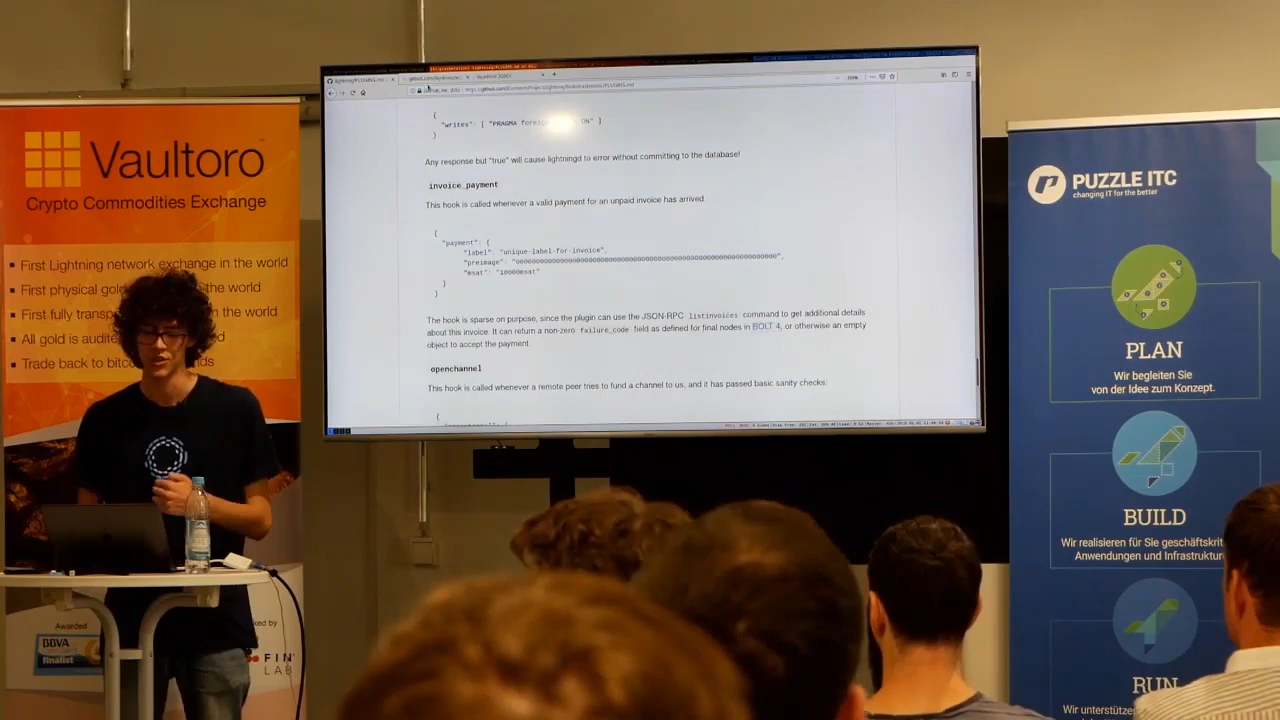 Vaultoro
Crypto Commodities Exchange
First Lightning network exchange in the world
First physical gold
the world
First fully transp
n the world
All gold is audite
Trade back to bitco
Awarded
BBVA
finalist
FIN
LAB
{
"writes": [ "PRAGMA ON" ]
}
Any response but "true" will cause lightningd to error without committing to the database!
invoice_payment
This hook is called whenever a valid payment for an unpaid invoice has arrived.
{
"payment": {
"label": "unique-label-for-invoice",
"msat": "10000msat"
}
}
The hook is sparse on purpose, since the plugin can use the JSON-RPC listinvoices command to get additional details
about this invoice. It can return a non-zero failure_code field as defined for final nodes in BOLT 4, or otherwise an empty
object to accept the payment.
openchannel
This hook is called whenever a remote peer tries to fund a channel to us, and it has passed basic sanity checks:
{
PUZZLE ITC
changing IT for the better
PLAN
Wir begleiten Sie
von der Idee zum Konzept.
BUILD
Wir realisieren für Sie geschäftskrit
Anwendungen und Infrastruktur
RUN
Wir unterstütze